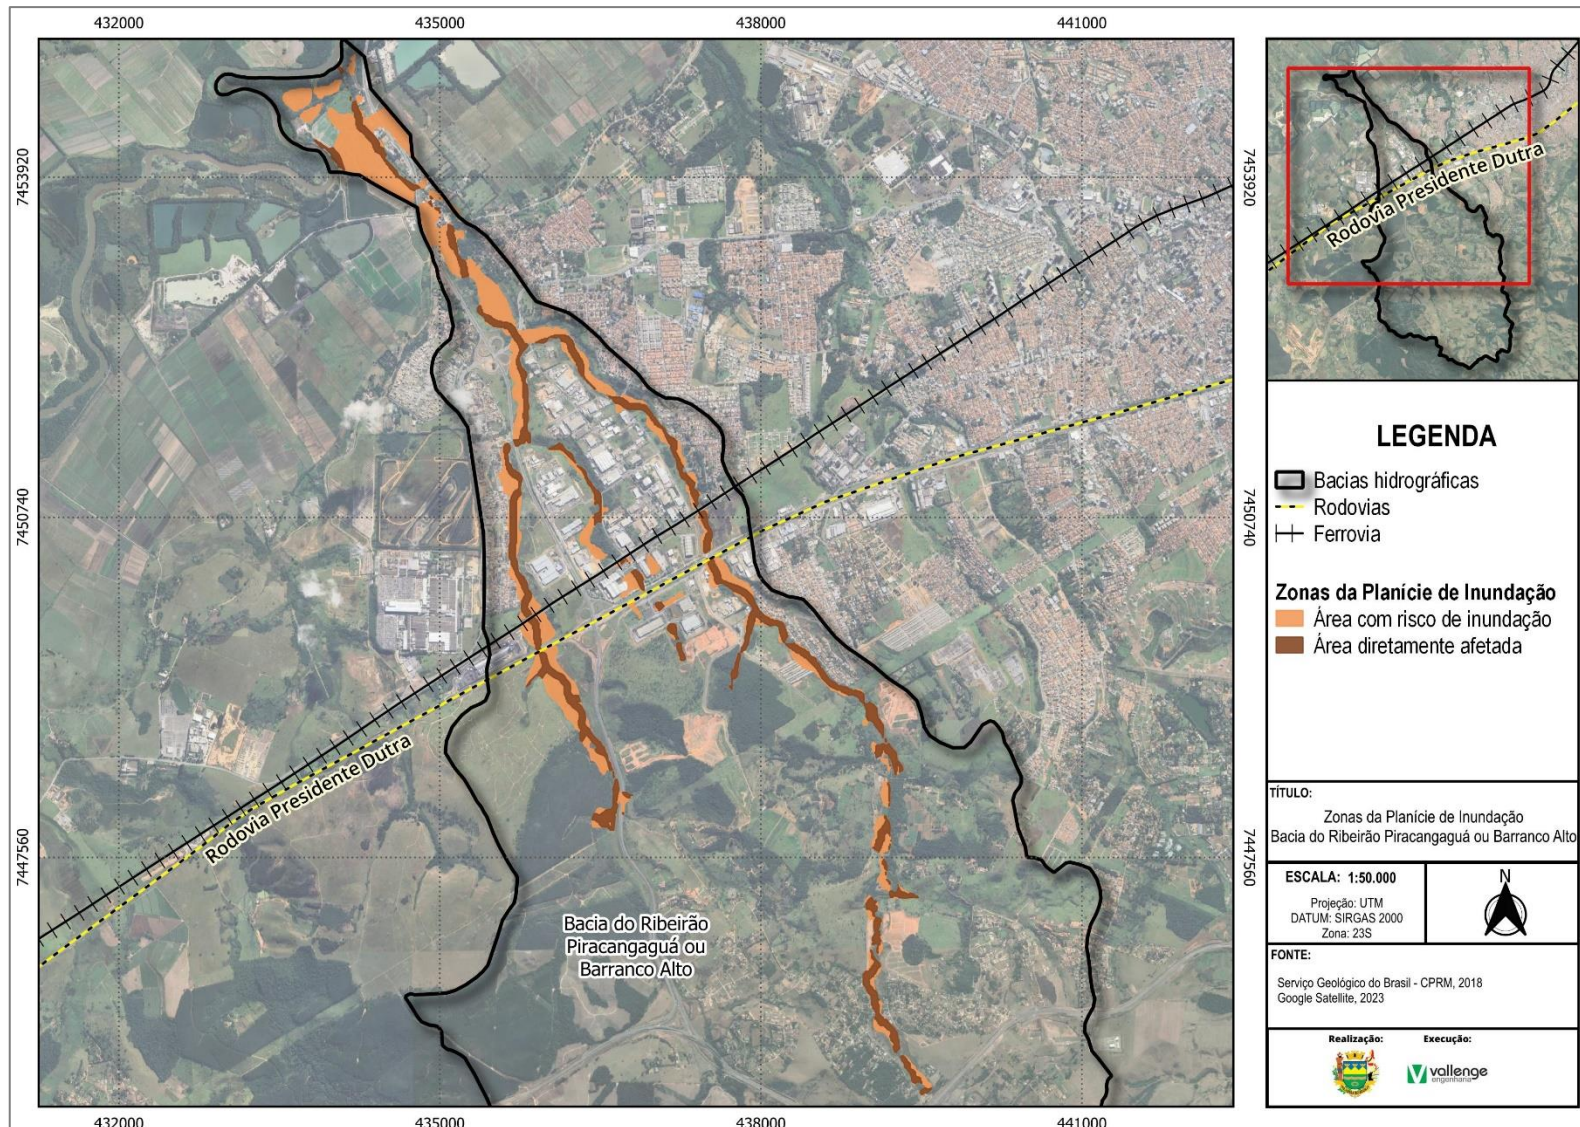 432000
435000
438000
441000
7453920
7453920
7450740
7450740
7447560
7447560
Rodovia Presidente Dutra
Bacia do Ribeirão
Piracangaguá ou
Barranco Alto
432000
435000
438000
441000
Rodovia Presidente Dutra
LEGENDA
Bacias hidrográficas
Rodovias
Ferrovia
Zonas da Planície de Inundação
Área com risco de inundação
Área diretamente afetada
TÍTULO:
Zonas da Planície de Inundação
Bacia do Ribeirão Piracangaguá ou Barranco Alto
ESCALA: 1:50.000
Projeção: UTM
DATUM: SIRGAS 2000
Zona: 23S
N
FONTE:
Serviço Geológico do Brasil - CPRM, 2018
Google Satellite, 2023
Realização:
Execução:
vallenge
engenharia